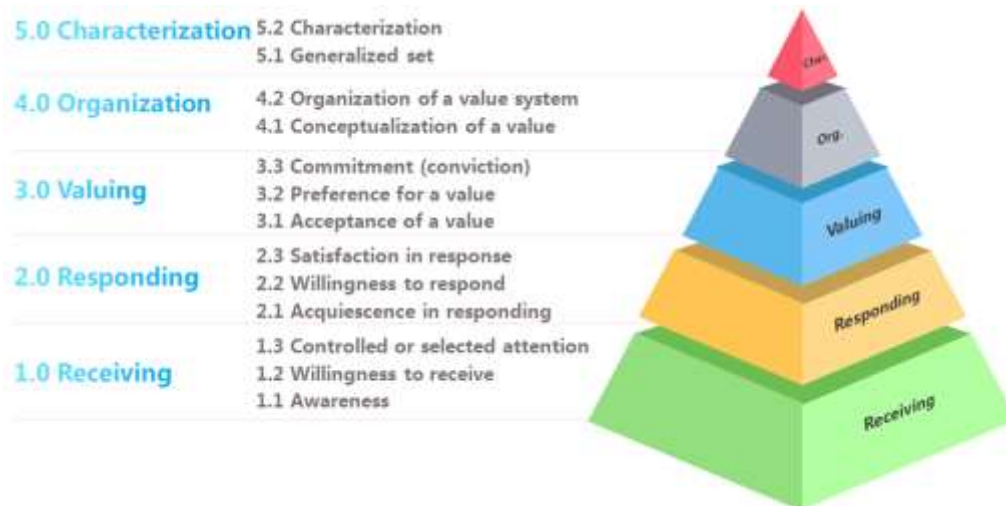 5.0 Characterization
5.2 Characterization
5.1 Generalized set
4.0 Organization
4.2 Organization of a value system
4.1 Conceptualization of a value
3.0 Valuing
3.3 Commitment (conviction)
3.2 Preference for a value
3.1 Acceptance of a value
2.0 Responding
2.3 Satisfaction in response
2.2 Willingness to respond
2.1 Acquiescence in responding
1.0 Receiving
1.3 Controlled or selected attention
1.2 Willingness to receive
1.1 Awareness
Org.
Valuing
Responding
Receiving